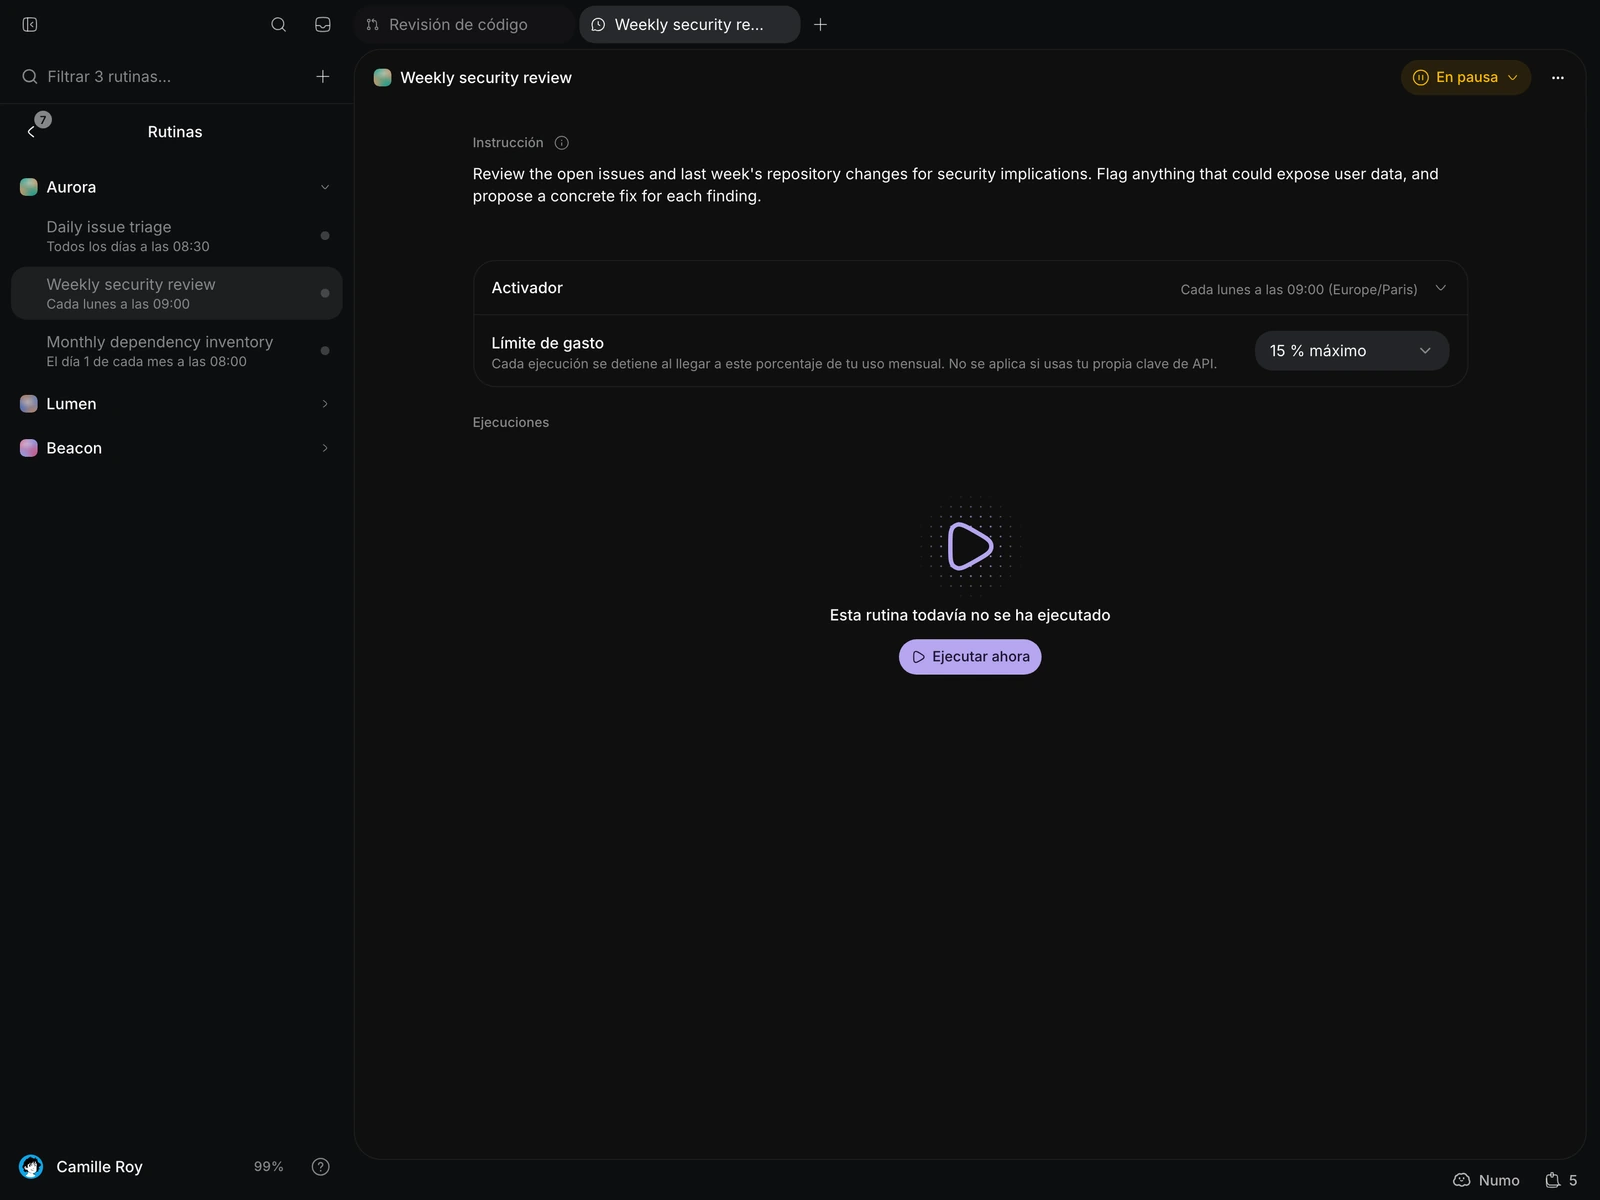 Revisión de código
Weekly security re...
Filtrar 3 rutinas...
7
Rutinas
Aurora
Daily issue triage
Todos los días a las 08:30
Weekly security review
Cada lunes a las 09:00
Monthly dependency inventory
El día 1 de cada mes a las 08:00
Lumen
Beacon
Camille Roy
99%
Weekly security review
En pausa
Instrucción
Review the open issues and last week's repository changes for security implications. Flag anything that could expose user data, and
propose a concrete fix for each finding.
Activador
Cada lunes a las 09:00 (Europe/Paris)
Límite de gasto
Cada ejecución se detiene al llegar a este porcentaje de tu uso mensual. No se aplica si usas tu propia clave de API.
15 % máximo
Ejecuciones
Esta rutina todavía no se ha ejecutado
Ejecutar ahora
Numo
5